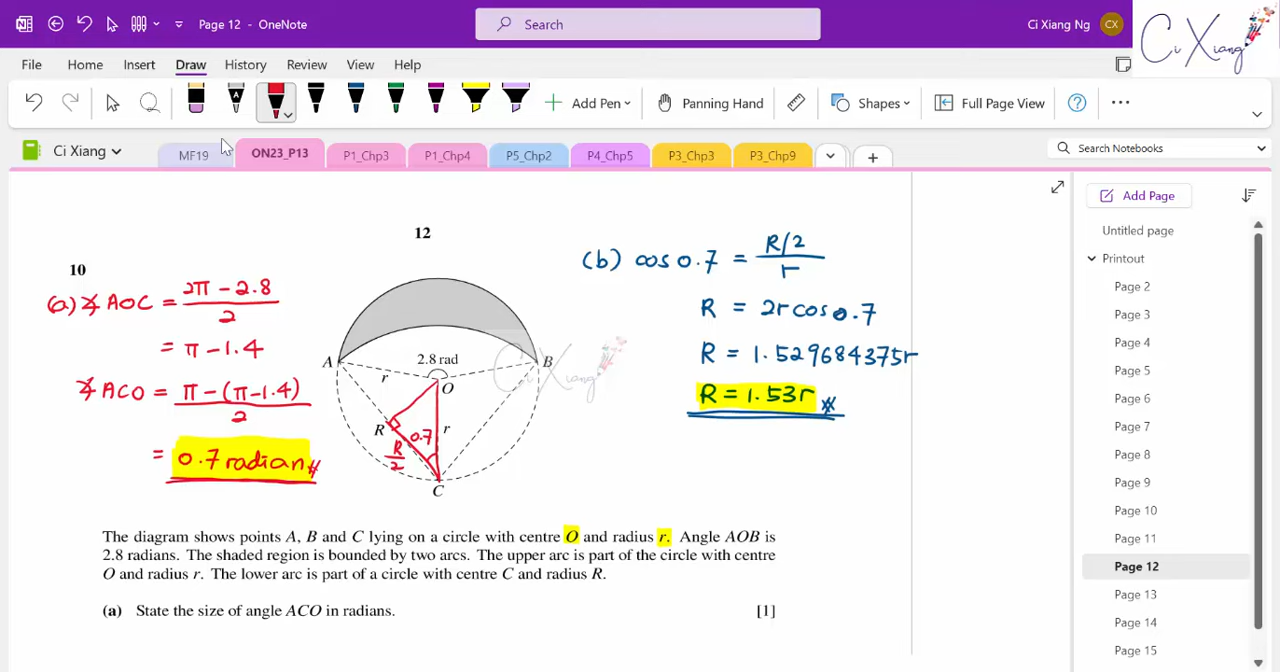 Page 12 - OneNote
Search
Ci Xiang Ng
CX
Ci Xiang
File Home Insert Draw History Review View Help
Add Pen
Panning Hand
Shapes
Full Page View
Ci Xiang
MF19
ON23_P13
P1_Chp3
P1_Chp4
P5_Chp2
P4_Chp5
P3_Chp3
P3_Chp9
Search Notebooks
Add Page
Untitled page
Printout
Page 2
Page 3
Page 4
Page 5
Page 6
Page 7
Page 8
Page 9
Page 10
Page 11
Page 12
Page 13
Page 14
Page 15
12
10
(a) ∡ AOC = (2π - 2.8)/2
= π - 1.4
∡ ACO = (π - (π - 1.4))/2
= 0.7 radian
A
B
2.8 rad
r
O
R
r
0.7
R/2
C
Ci Xiang
(b) cos 0.7 = (R/2)/r
R = 2r cos 0.7
R = 1.529684375r
R = 1.53r
The diagram shows points A, B and C lying on a circle with centre O and radius r. Angle AOB is
2.8 radians. The shaded region is bounded by two arcs. The upper arc is part of the circle with centre
O and radius r. The lower arc is part of a circle with centre C and radius R.
(a) State the size of angle ACO in radians. [1]